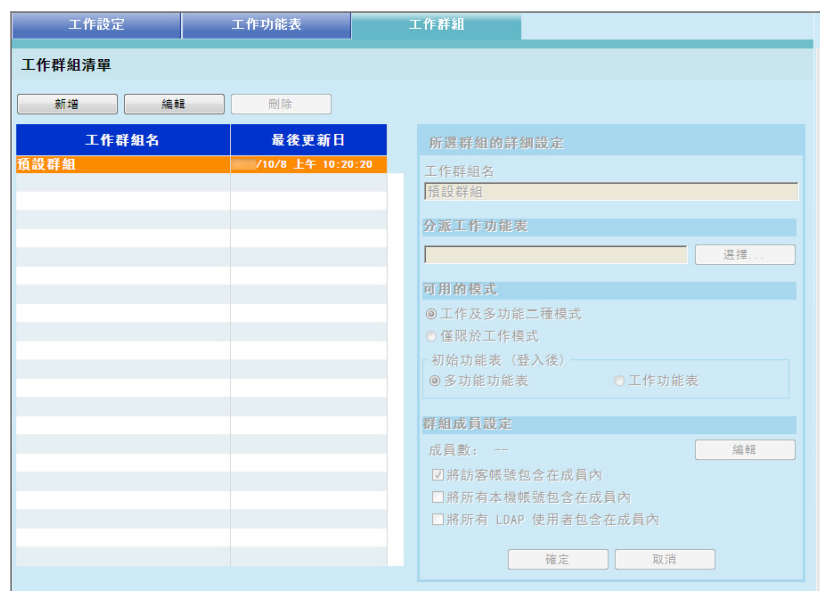 工作設定 工作功能表 工作群組
工作群組清單
新增 編輯 刪除
工作群組名 最後更新日
預設群組 /10/8 上午 10:20:20
所選群組的詳細設定
工作群組名
預設群組
分派工作功能表
選擇...
可用的模式
工作及多功能二種模式
僅限於工作模式
初始功能表 (登入後)
多功能功能表 工作功能表
群組成員設定
成員數: -- 編輯
將訪客帳號包含在成員內
將所有本機帳號包含在成員內
將所有 LDAP 使用者包含在成員內
確定 取消